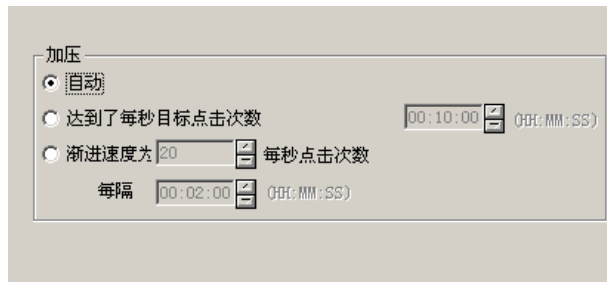 加压
自动
达到了每秒目标点击次数 00:10:00 (HH:MM:SS)
渐进速度为 20 每秒点击次数
每隔 00:02:00 (HH:MM:SS)